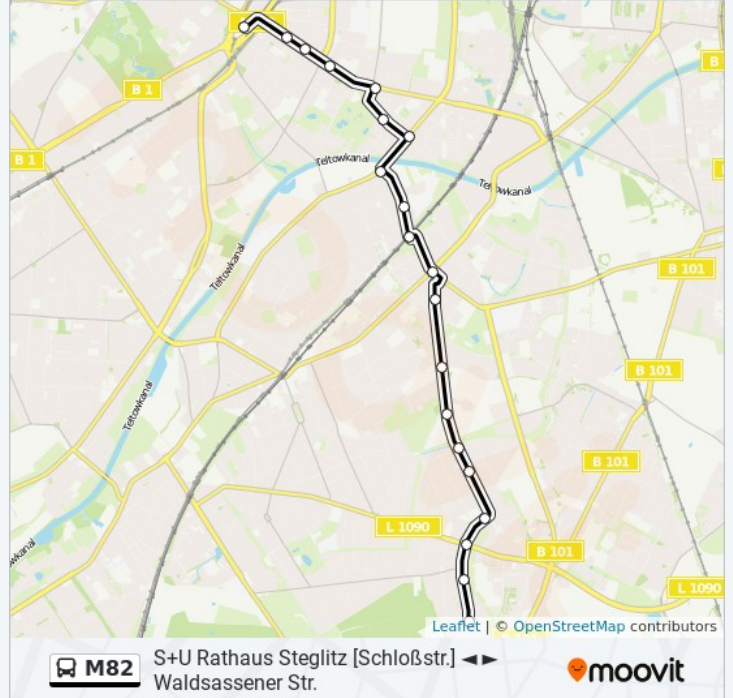 B 1
B
B 1
Teltowkanal
Teltowkanal
Teltowkanal
B 101
B 101
Teltowkanal
B 101
L 1090
wkanal
B 101
L 1090
Leaflet | © OpenStreetMap contributors
M82
S+U Rathaus Steglitz [Schloßstr.] ◄ ►
Waldsassener Str.
moovit